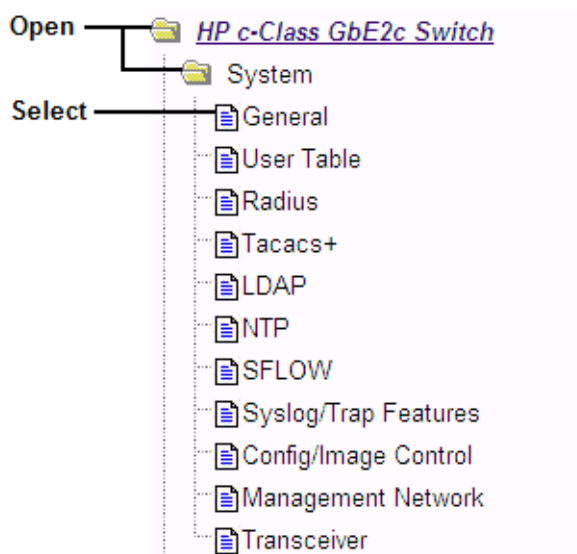 Open HP c-Class GbE2c Switch
System
Select General
User Table
Radius
Tacacs+
LDAP
NTP
SFLOW
Syslog/Trap Features
Config/Image Control
Management Network
Transceiver